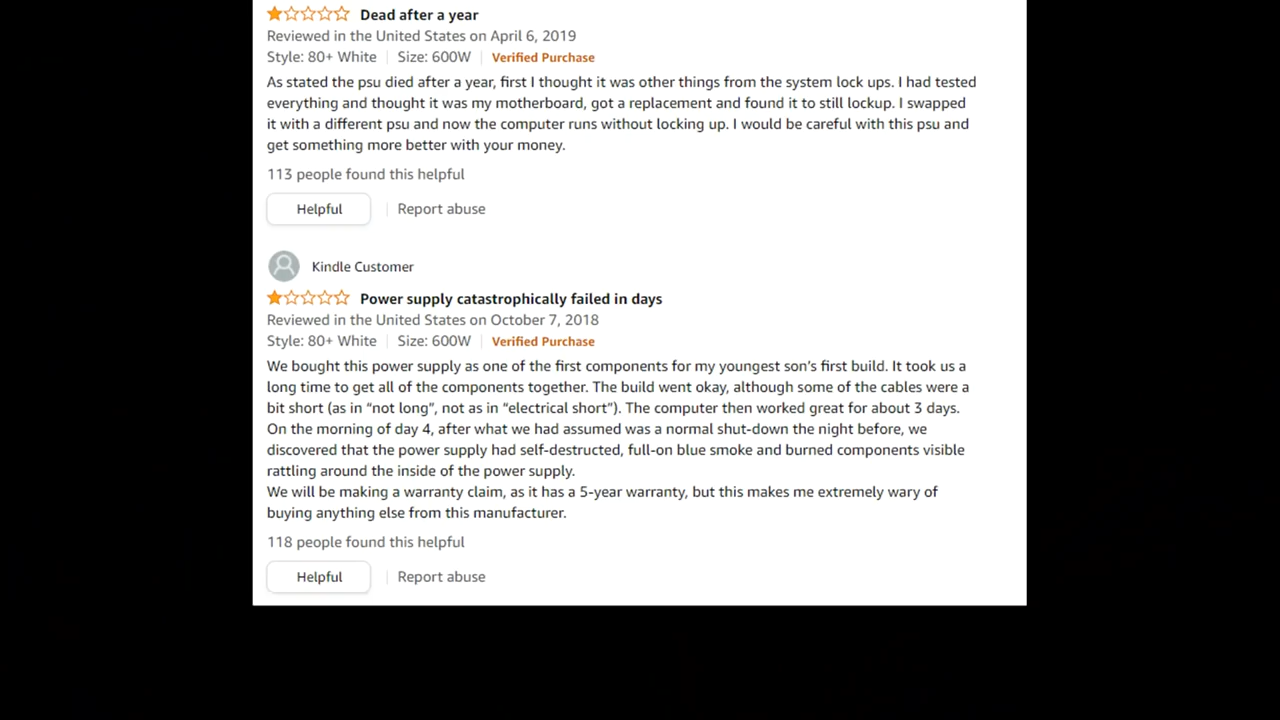 Dead after a year
Reviewed in the United States on April 6, 2019
Style: 80+ White | Size: 600W | Verified Purchase
As stated the psu died after a year, first I thought it was other things from the system lock ups. I had tested
everything and thought it was my motherboard, got a replacement and found it to still lockup. I swapped
it with a different psu and now the computer runs without locking up. I would be careful with this psu and
get something more better with your money.
113 people found this helpful
Helpful | Report abuse
Kindle Customer
Power supply catastrophically failed in days
Reviewed in the United States on October 7, 2018
Style: 80+ White | Size: 600W | Verified Purchase
We bought this power supply as one of the first components for my youngest son's first build. It took us a
long time to get all of the components together. The build went okay, although some of the cables were a
bit short (as in “not long”, not as in “electrical short”). The computer then worked great for about 3 days.
On the morning of day 4, after what we had assumed was a normal shut-down the night before, we
discovered that the power supply had self-destructed, full-on blue smoke and burned components visible
rattling around the inside of the power supply.
We will be making a warranty claim, as it has a 5-year warranty, but this makes me extremely wary of
buying anything else from this manufacturer.
118 people found this helpful
Helpful | Report abuse